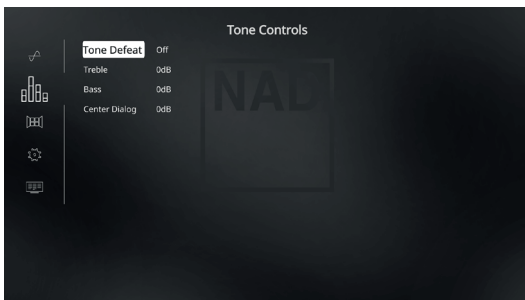 Tone Controls
Tone Defeat Off
Treble 0dB
Bass 0dB
Center Dialog 0dB
NAD